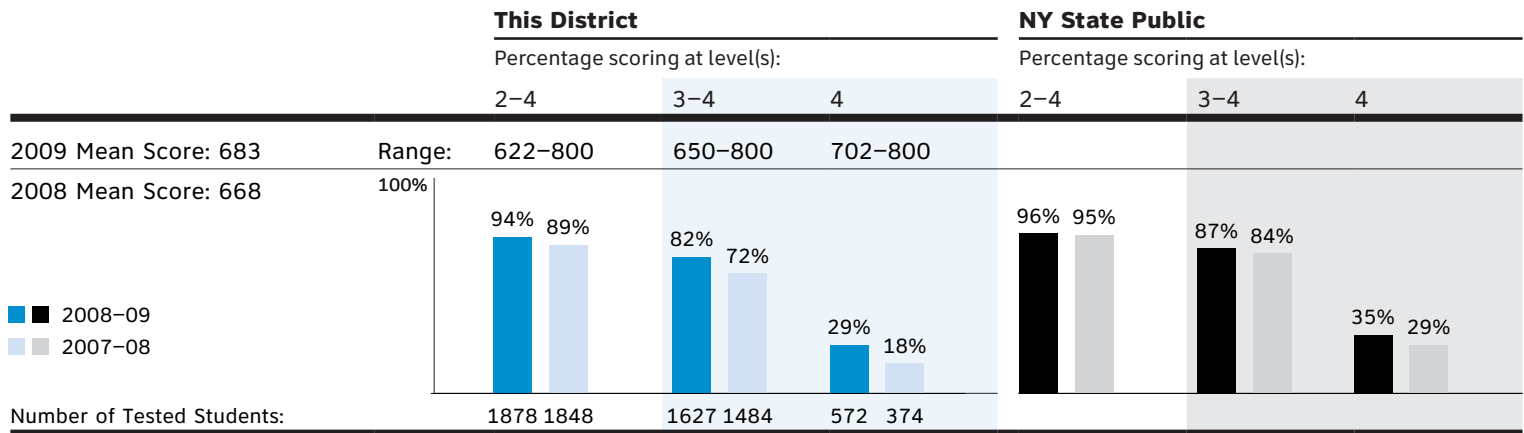 This District NY State Public
Percentage scoring at level(s): Percentage scoring at level(s):
2–4 3–4 4 2–4 3–4 4
2009 Mean Score: 683 Range: 622–800 650–800 702–800
2008 Mean Score: 668 100%
94% 89% 82% 72% 29% 18% 96% 95% 87% 84% 35% 29%
2008–09
2007–08
Number of Tested Students: 1878 1848 1627 1484 572 374